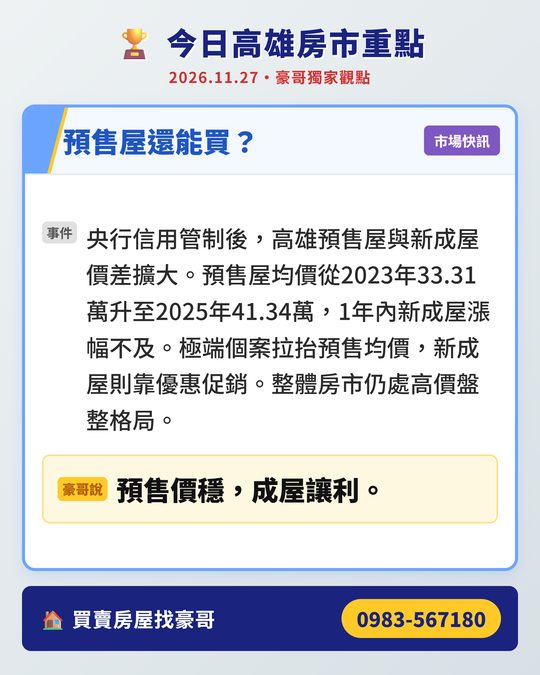 今日高雄房市重點
2026.11.27・豪哥獨家觀點
預售屋還能買？
市場快訊
事件
央行信用管制後，高雄預售屋與新成屋
價差擴大。預售屋均價從2023年33.31
萬升至2025年41.34萬，1年內新成屋漲
幅不及。極端個案拉抬預售均價，新成
屋則靠優惠促銷。整體房市仍處高價盤
整格局。
豪哥說
預售價穩，成屋讓利。
買賣房屋找豪哥
0983-567180